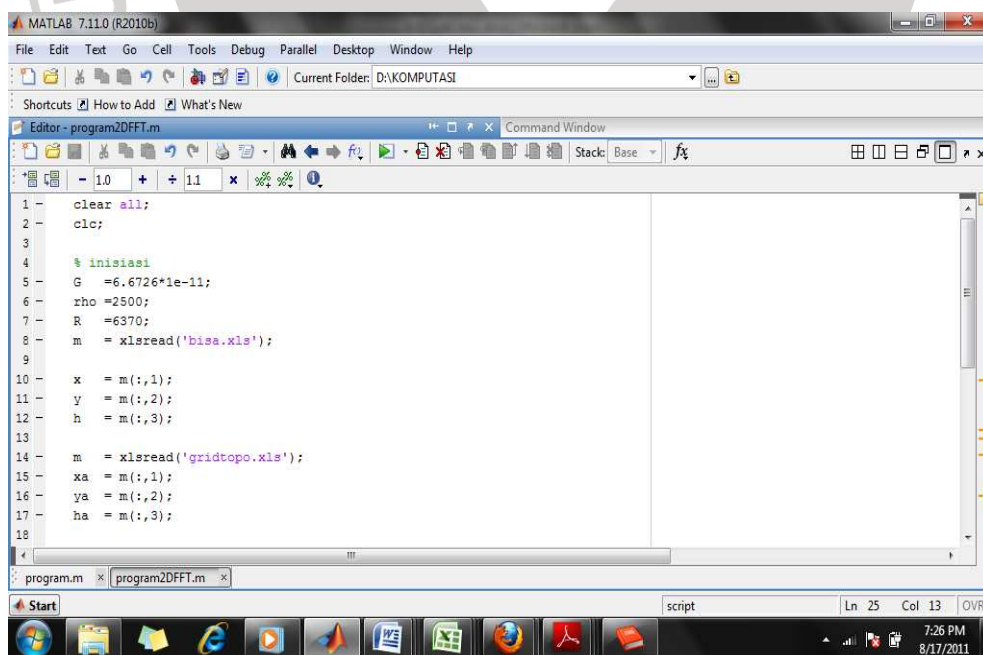 MATLAB 7.11.0 (R2010b)
File Edit Text Go Cell Tools Debug Parallel Desktop Window Help
Current Folder: D:\KOMPUTASI
Shortcuts How to Add What's New
Editor - program2DFFT.m
Command Window
Stack: Base fx
- 1.0 + ÷ 1.1 ×
1 - clear all;
2 - clc;
3
4 % inisiasi
5 - G =6.6726*1e-11;
6 - rho =2500;
7 - R =6370;
8 - m = xlsread('bisa.xls');
9
10 - x = m(:,1);
11 - y = m(:,2);
12 - h = m(:,3);
13
14 - m = xlsread('gridtopo.xls');
15 - xa = m(:,1);
16 - ya = m(:,2);
17 - ha = m(:,3);
18
program.m × program2DFFT.m ×
Start script Ln 25 Col 13 OVR
7:26 PM
8/17/2011